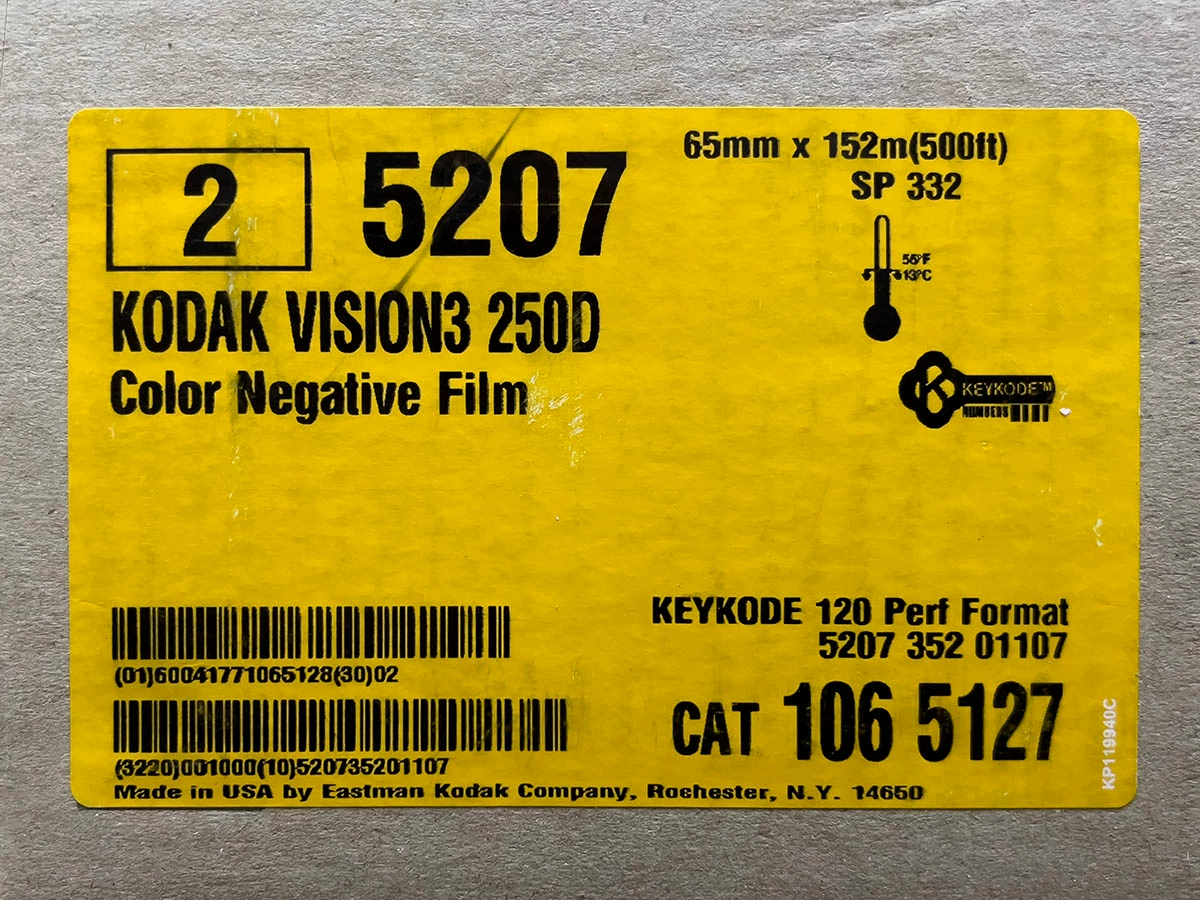 2 5207
65mm x 152m(500ft)
SP 332
55°F
13°C
KODAK VISION3 250D
Color Negative Film
K KEYKODE™
NUMBERS
KEYKODE 120 Perf Format
5207 352 01107
(01)60041771065128(30)02
CAT 106 5127
(3220)001000(10)520735201107
Made in USA by Eastman Kodak Company, Rochester, N.Y. 14650
KP119940C